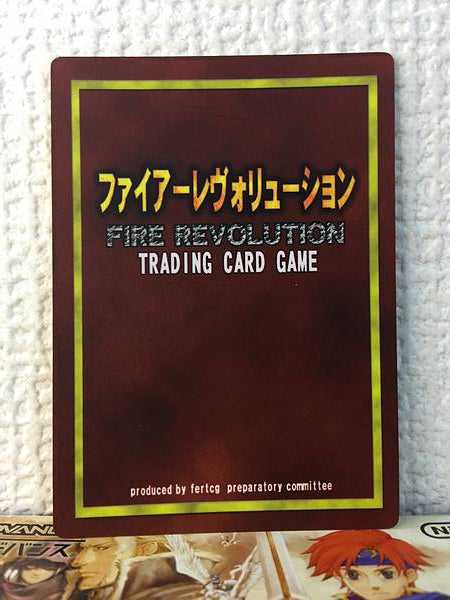 ファイアーレヴォリューション
FIRE REVOLUTION
TRADING CARD GAME
produced by fertcg preparatory committee